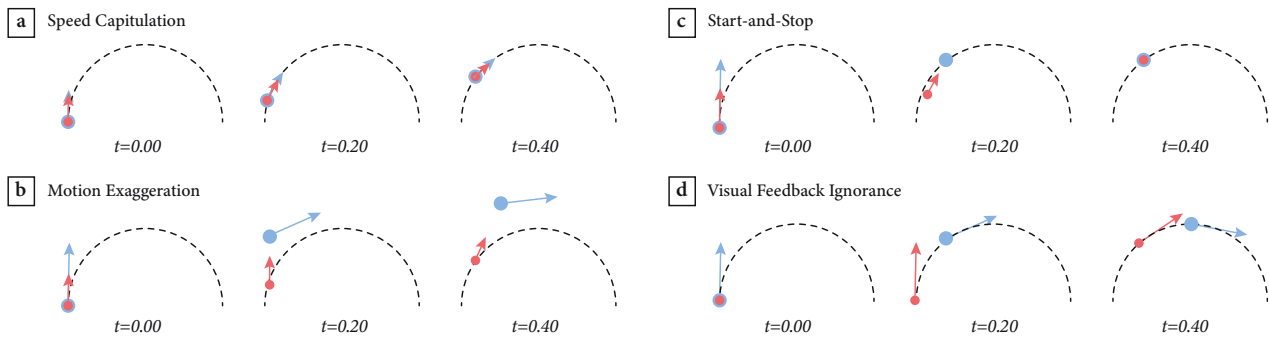 a Speed Capitulation
t=0.00 t=0.20 t=0.40
b Motion Exaggeration
t=0.00 t=0.20 t=0.40
c Start-and-Stop
t=0.00 t=0.20 t=0.40
d Visual Feedback Ignorance
t=0.00 t=0.20 t=0.40